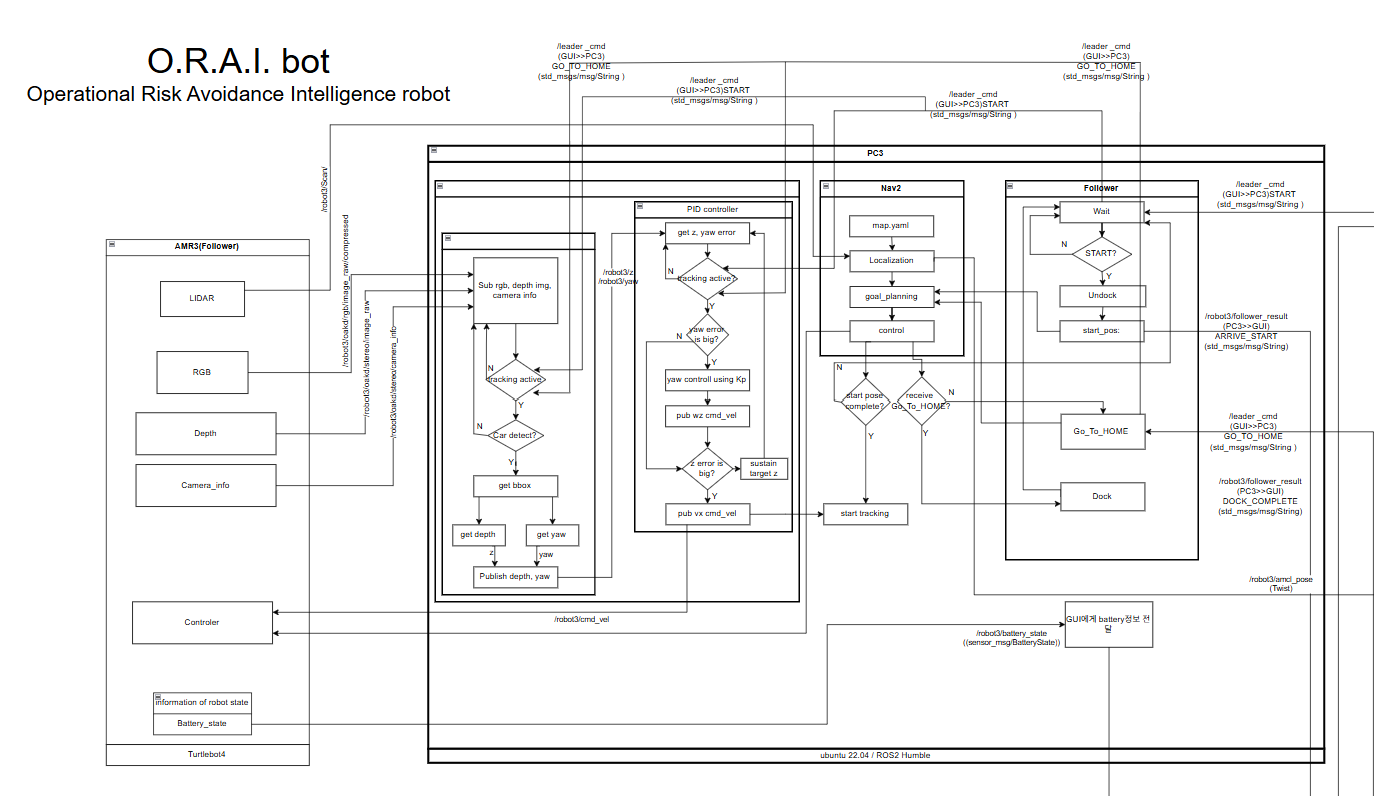 O.R.A.I. bot
Operational Risk Avoidance Intelligence robot
/leader _cmd
(GUI>>PC3)
GO_TO_HOME
(std_msgs/msg/String )
/leader _cmd
(GUI>>PC3)START
(std_msgs/msg/String )
/leader _cmd
(GUI>>PC3)START
(std_msgs/msg/String )
/leader _cmd
(GUI>>PC3)
GO_TO_HOME
(std_msgs/msg/String )
/robot3/Scan/
/robot3/oakd/rgb/image_raw/compressed
/robot3/oakd/stereo/image_raw
/robot3/oakd/stereo/camera_info
AMR3(Follower)
LIDAR
RGB
Depth
Camera_info
Controler
information of robot state
Battery_state
Turtlebot4
PC3
Sub rgb, depth img,
camera info
tracking active
N
Y
Car detect?
N
Y
get bbox
get depth
get yaw
z
yaw
Publish depth, yaw
/robot3/z
/robot3/yaw
PID controller
get z, yaw error
tracking active?
N
Y
yaw error
is big?
N
Y
yaw controll using Kp
pub wz cmd_vel
z error is
big?
sustain
target z
Y
pub vx cmd_vel
/robot3/cmd_vel
Nav2
map.yaml
Localization
goal_planning
control
N
start pose
complete?
Y
receive
Go_To_HOME?
N
Y
start tracking
Follower
Wait
N
START?
Y
Undock
start_pos:
Go_To_HOME
Dock
/leader _cmd
(GUI>>PC3)START
(std_msgs/msg/String )
/robot3/follower_result
(PC3>>GUI)
ARRIVE_START
(std_msgs/msg/String)
/leader _cmd
(GUI>>PC3)
GO_TO_HOME
(std_msgs/msg/String )
/robot3/follower_result
(PC3>>GUI)
DOCK_COMPLETE
(std_msgs/msg/String)
/robot3/amcl_pose
(Twist)
/robot3/battery_state
((sensor_msg/BatteryState))
GUI에게 battery정보 전
달
ubuntu 22.04 / ROS2 Humble